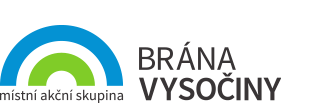 místní akční skupina
BRÁNA
VYSOČINY